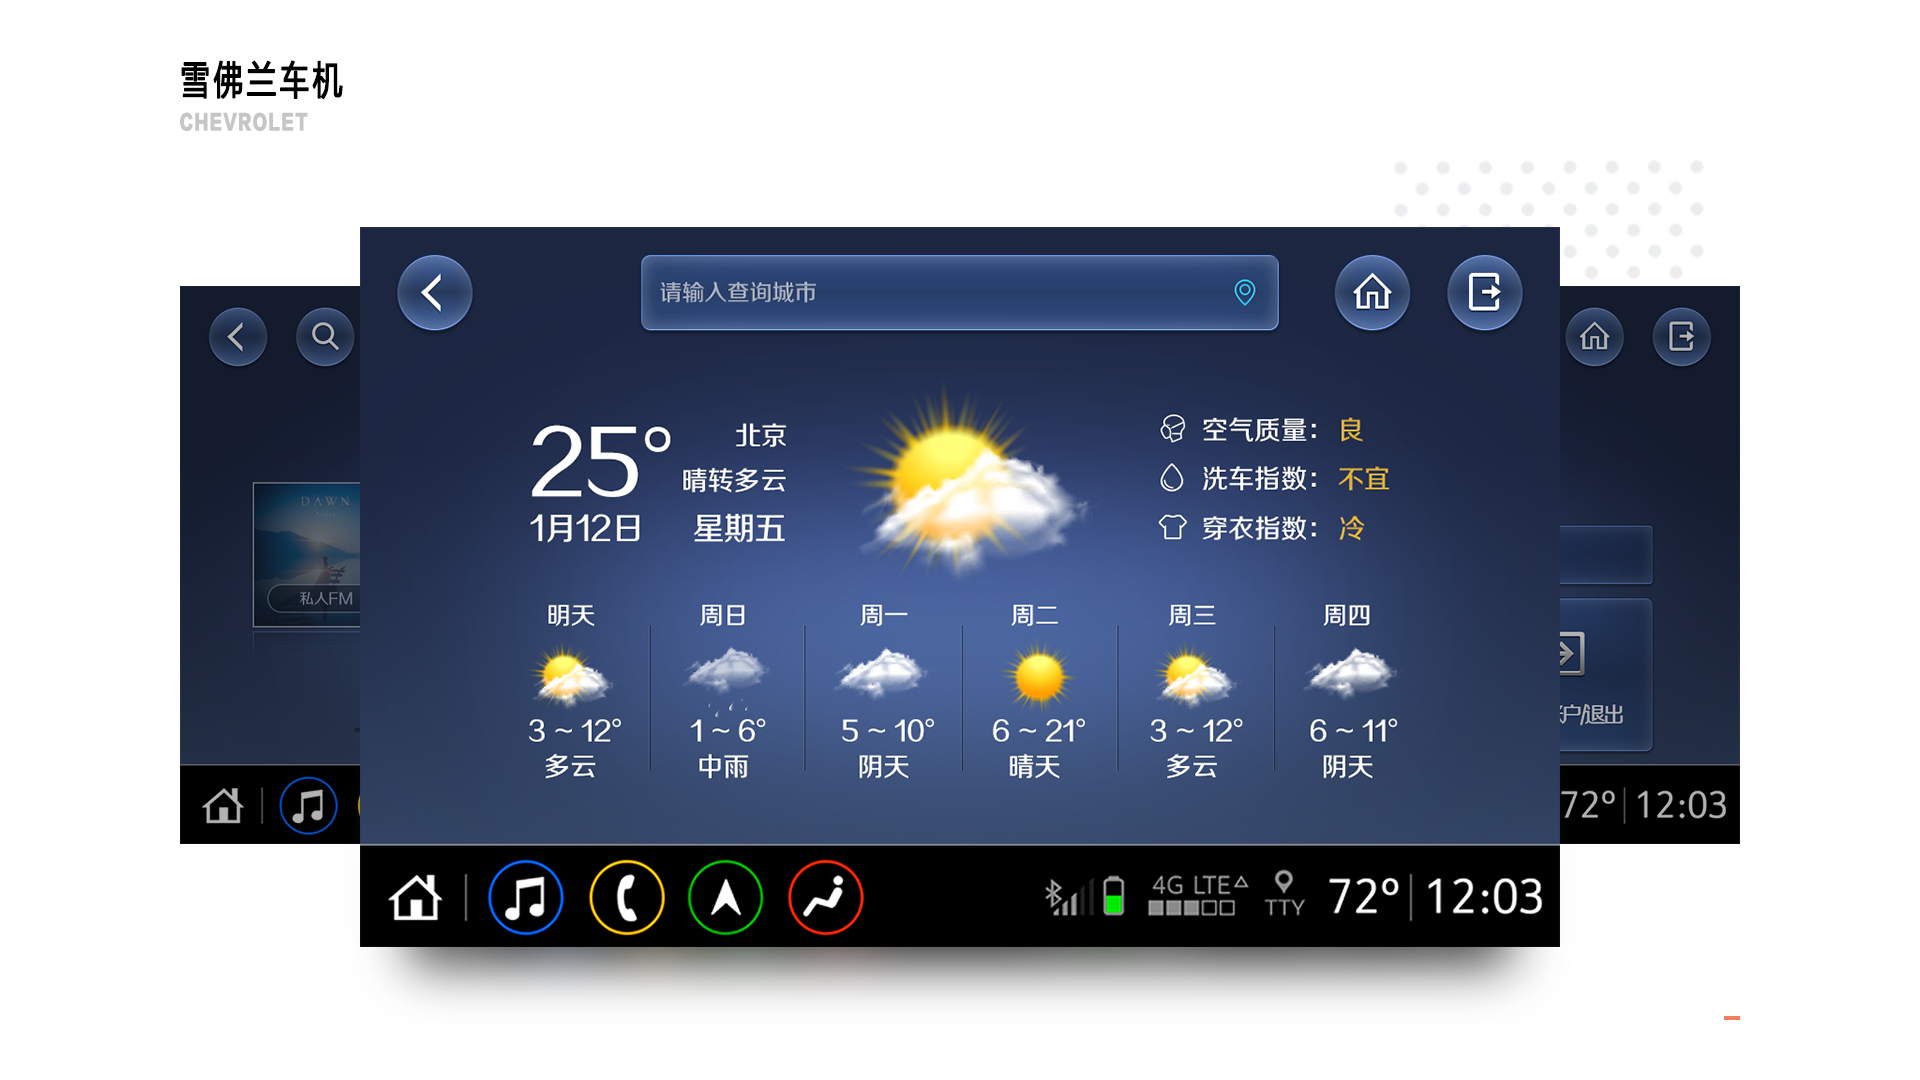 雪佛兰车机
CHEVROLET
请输入查询城市
25°
北京
晴转多云
1月12日
星期五
空气质量：良
洗车指数：不宜
穿衣指数：冷
明天
3 ~ 12°
多云
周日
1 ~ 6°
中雨
周一
5 ~ 10°
阴天
周二
6 ~ 21°
晴天
周三
3 ~ 12°
多云
周四
6 ~ 11°
阴天
4G LTE
TTY
72°
12:03
DAWN
私人FM
户/退出
72°
12:03